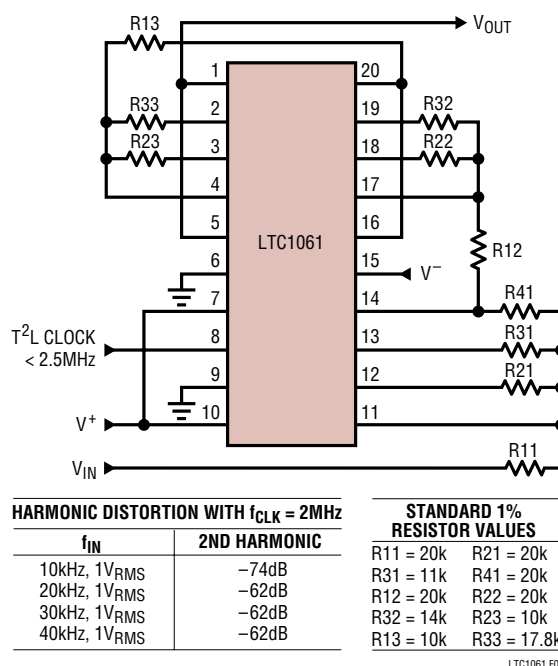 R13
V_OUT
1 20
R33 2 19 R32
R23 3 18 R22
4 17
5 16
LTC1061
R12
6 15 V⁻
7 14 R41
T²L CLOCK
< 2.5MHz
8 13 R31
9 12 R21
V⁺ 10 11
V_IN R11
HARMONIC DISTORTION WITH f_CLK = 2MHz
f_IN 2ND HARMONIC
10kHz, 1V_RMS –74dB
20kHz, 1V_RMS –62dB
30kHz, 1V_RMS –62dB
40kHz, 1V_RMS –62dB
STANDARD 1%
RESISTOR VALUES
R11 = 20k R21 = 20k
R31 = 11k R41 = 20k
R12 = 20k R22 = 20k
R32 = 14k R23 = 10k
R13 = 10k R33 = 17.8k